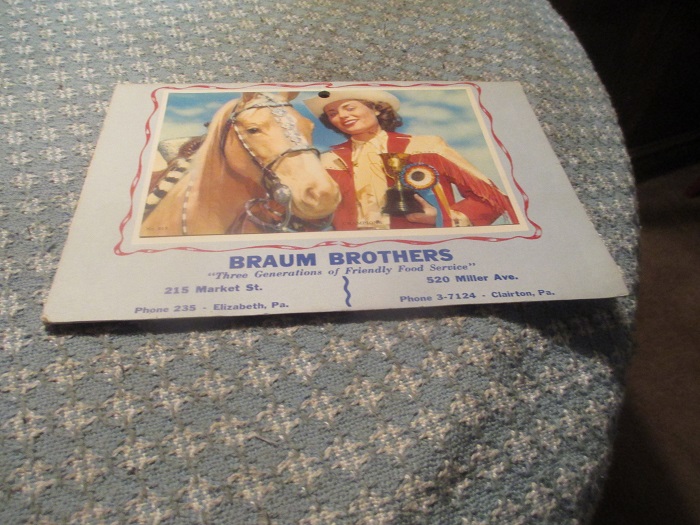 BRAUM BROTHERS
"Three Generations of Friendly Food Service"
215 Market St.
Phone 235 - Elizabeth, Pa.
520 Miller Ave.
Phone 3-7124 - Clairton, Pa.